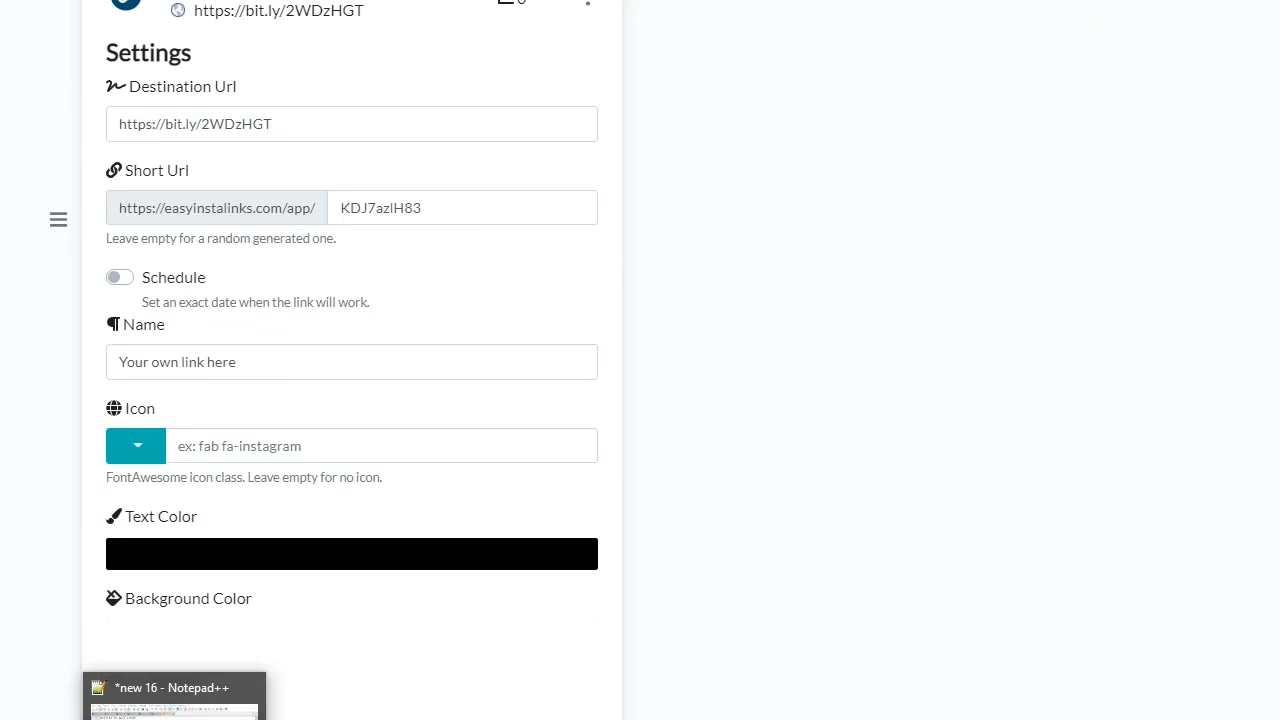 https://bit.ly/2WDzHGT
Settings
Destination Url
https://bit.ly/2WDzHGT
Short Url
https://easyinstalinks.com/app/ KDJ7azlH83
Leave empty for a random generated one.
Schedule
Set an exact date when the link will work.
Name
Your own link here
Icon
ex: fab fa-instagram
FontAwesome icon class. Leave empty for no icon.
Text Color
Background Color
*new 16 - Notepad++